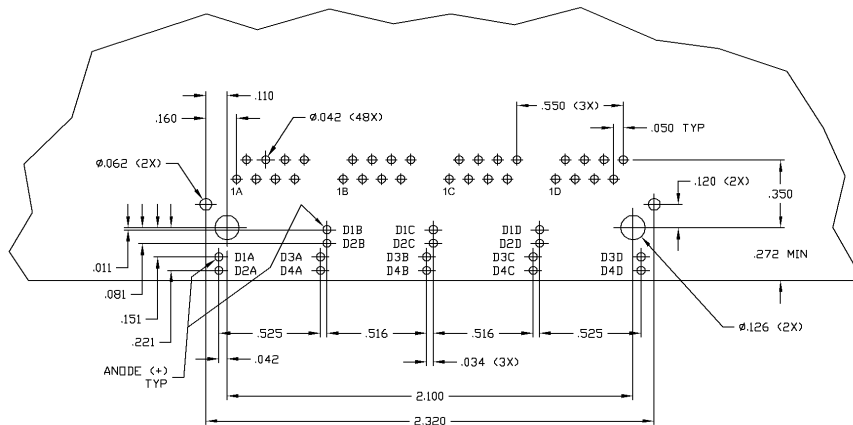 .110
.160
Ø.042 (48X)
.550 (3X)
.050 TYP
Ø.062 (2X)
1A
1B
1C
1D
.120 (2X)
.350
D1B
D1C
D1D
D2B
D2C
D2D
.011
D1A
D3A
D3B
D3C
D3D
.272 MIN
D2A
D4A
D4B
D4C
D4D
.081
.151
.221
.525
.516
.516
.525
Ø.126 (2X)
.042
.034 (3X)
ANODE (+)
TYP
2.100
2.320